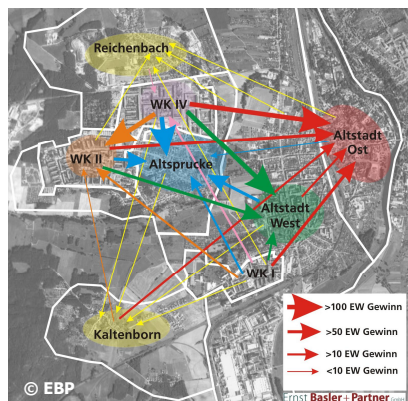 Reichenbach
WK IV
WK II
Altsprucke
Altstadt
Ost
Altstadt
West
WK I
Kaltenborn
>100 EW Gewinn
>50 EW Gewinn
>10 EW Gewinn
<10 EW Gewinn
© EBP
Ernst Basler+Partner GmbH